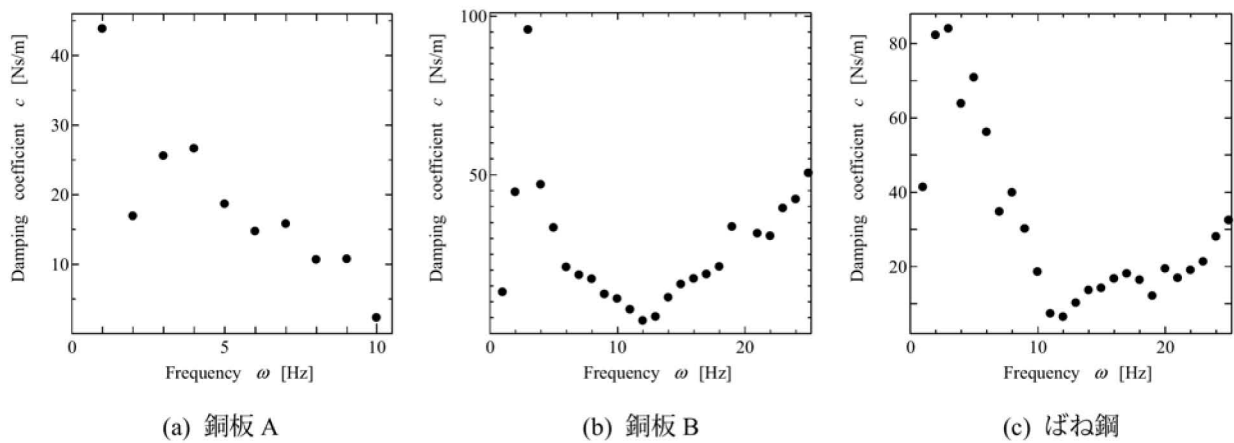 Damping coefficient c [Ns/m]
40
30
20
10
0
5
10
Frequency ω [Hz]
(a) 銅板 A
Damping coefficient c [Ns/m]
100
50
0
10
20
Frequency ω [Hz]
(b) 銅板 B
Damping coefficient c [Ns/m]
80
60
40
20
0
10
20
Frequency ω [Hz]
(c) ばね鋼